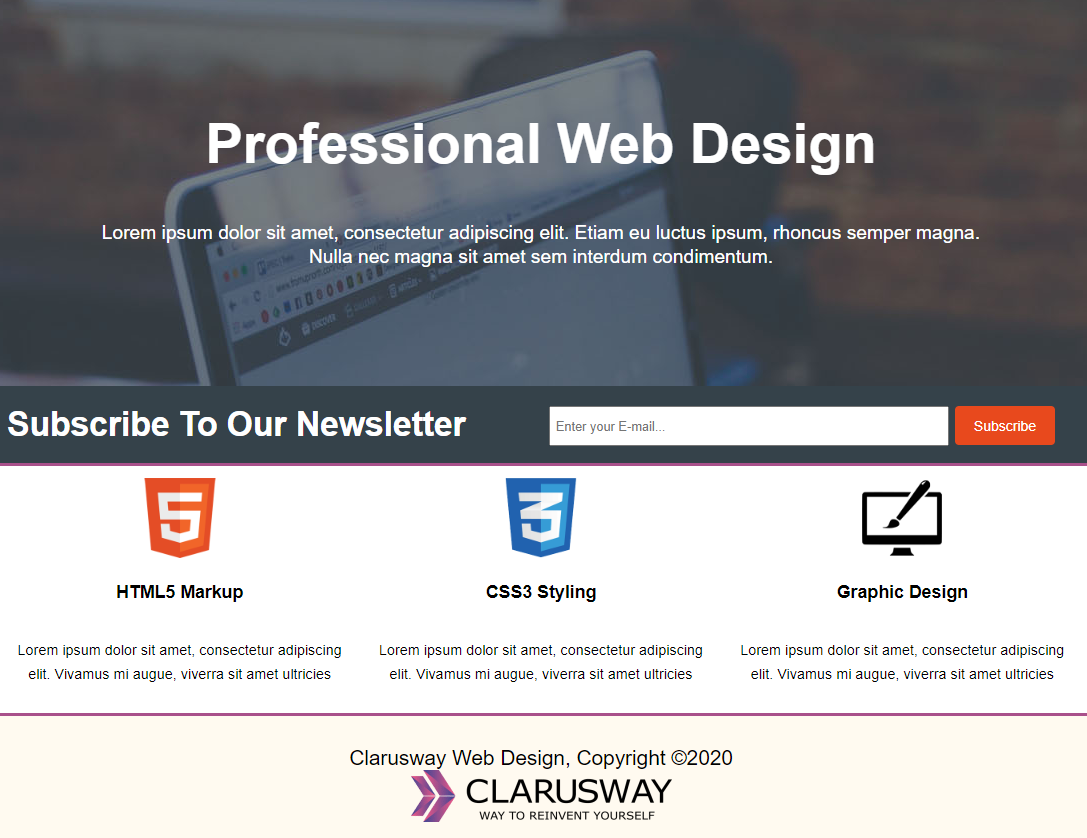 Professional Web Design
Lorem ipsum dolor sit amet, consectetur adipiscing elit. Etiam eu luctus ipsum, rhoncus semper magna.
Nulla nec magna sit amet sem interdum condimentum.
DISCOVER
Subscribe To Our Newsletter
Enter your E-mail...
Subscribe
5
3
HTML5 Markup
CSS3 Styling
Graphic Design
Lorem ipsum dolor sit amet, consectetur adipiscing
elit. Vivamus mi augue, viverra sit amet ultricies
Lorem ipsum dolor sit amet, consectetur adipiscing
elit. Vivamus mi augue, viverra sit amet ultricies
Lorem ipsum dolor sit amet, consectetur adipiscing
elit. Vivamus mi augue, viverra sit amet ultricies
Clarusway Web Design, Copyright ©2020
CLARUSWAY
WAY TO REINVENT YOURSELF